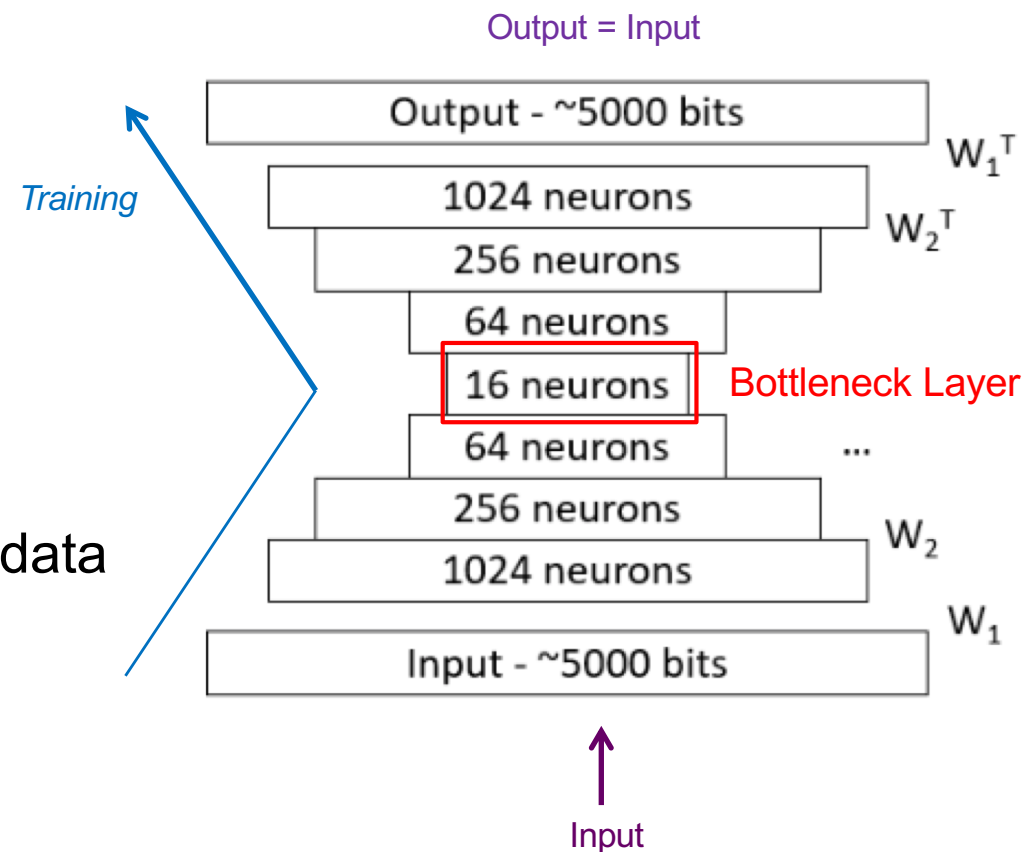 Output = Input
Output - ~5000 bits
W₁ᵀ
Training
1024 neurons
W₂ᵀ
256 neurons
64 neurons
16 neurons
Bottleneck Layer
64 neurons
...
256 neurons
W₂
data
1024 neurons
W₁
Input - ~5000 bits
Input